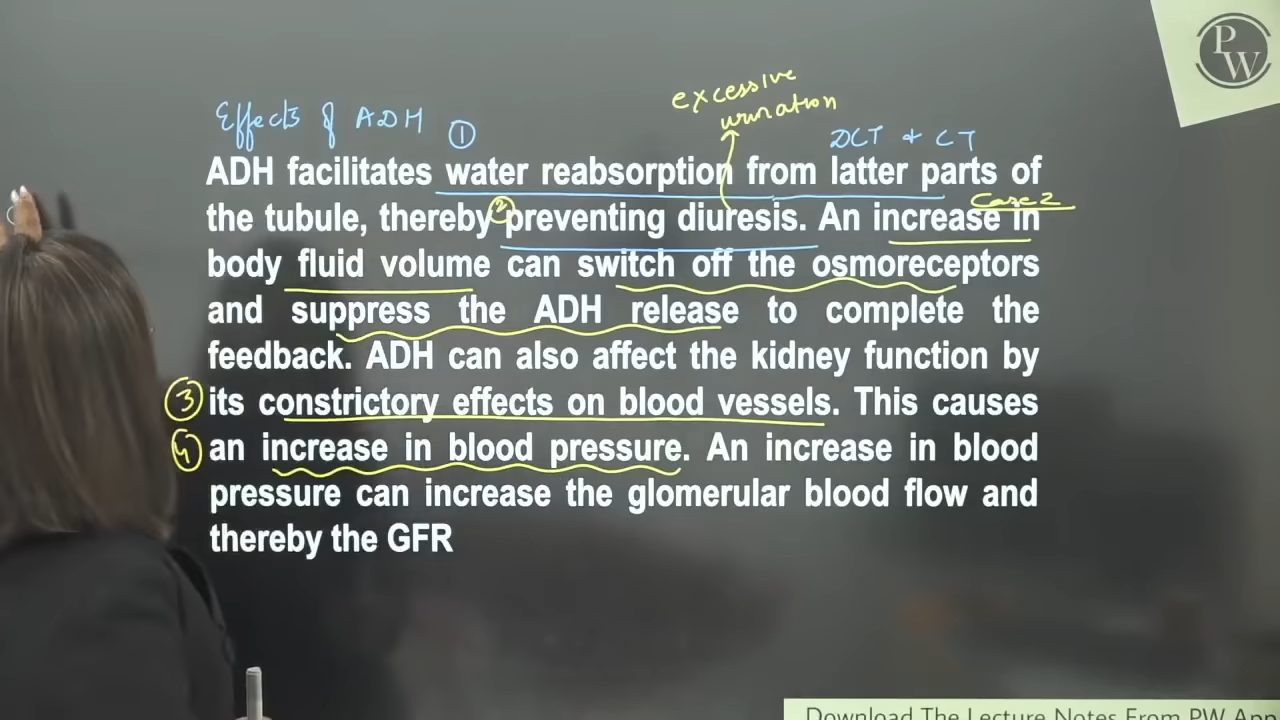 PW
excessive
urination
Effects of ADH ①
DCT & CT
ADH facilitates water reabsorption from latter parts of
Case 2
the tubule, thereby ② preventing diuresis. An increase in
body fluid volume can switch off the osmoreceptors
and suppress the ADH release to complete the
feedback. ADH can also affect the kidney function by
③ its constrictory effects on blood vessels. This causes
④ an increase in blood pressure. An increase in blood
pressure can increase the glomerular blood flow and
thereby the GFR
Download The Lecture Notes From PW App